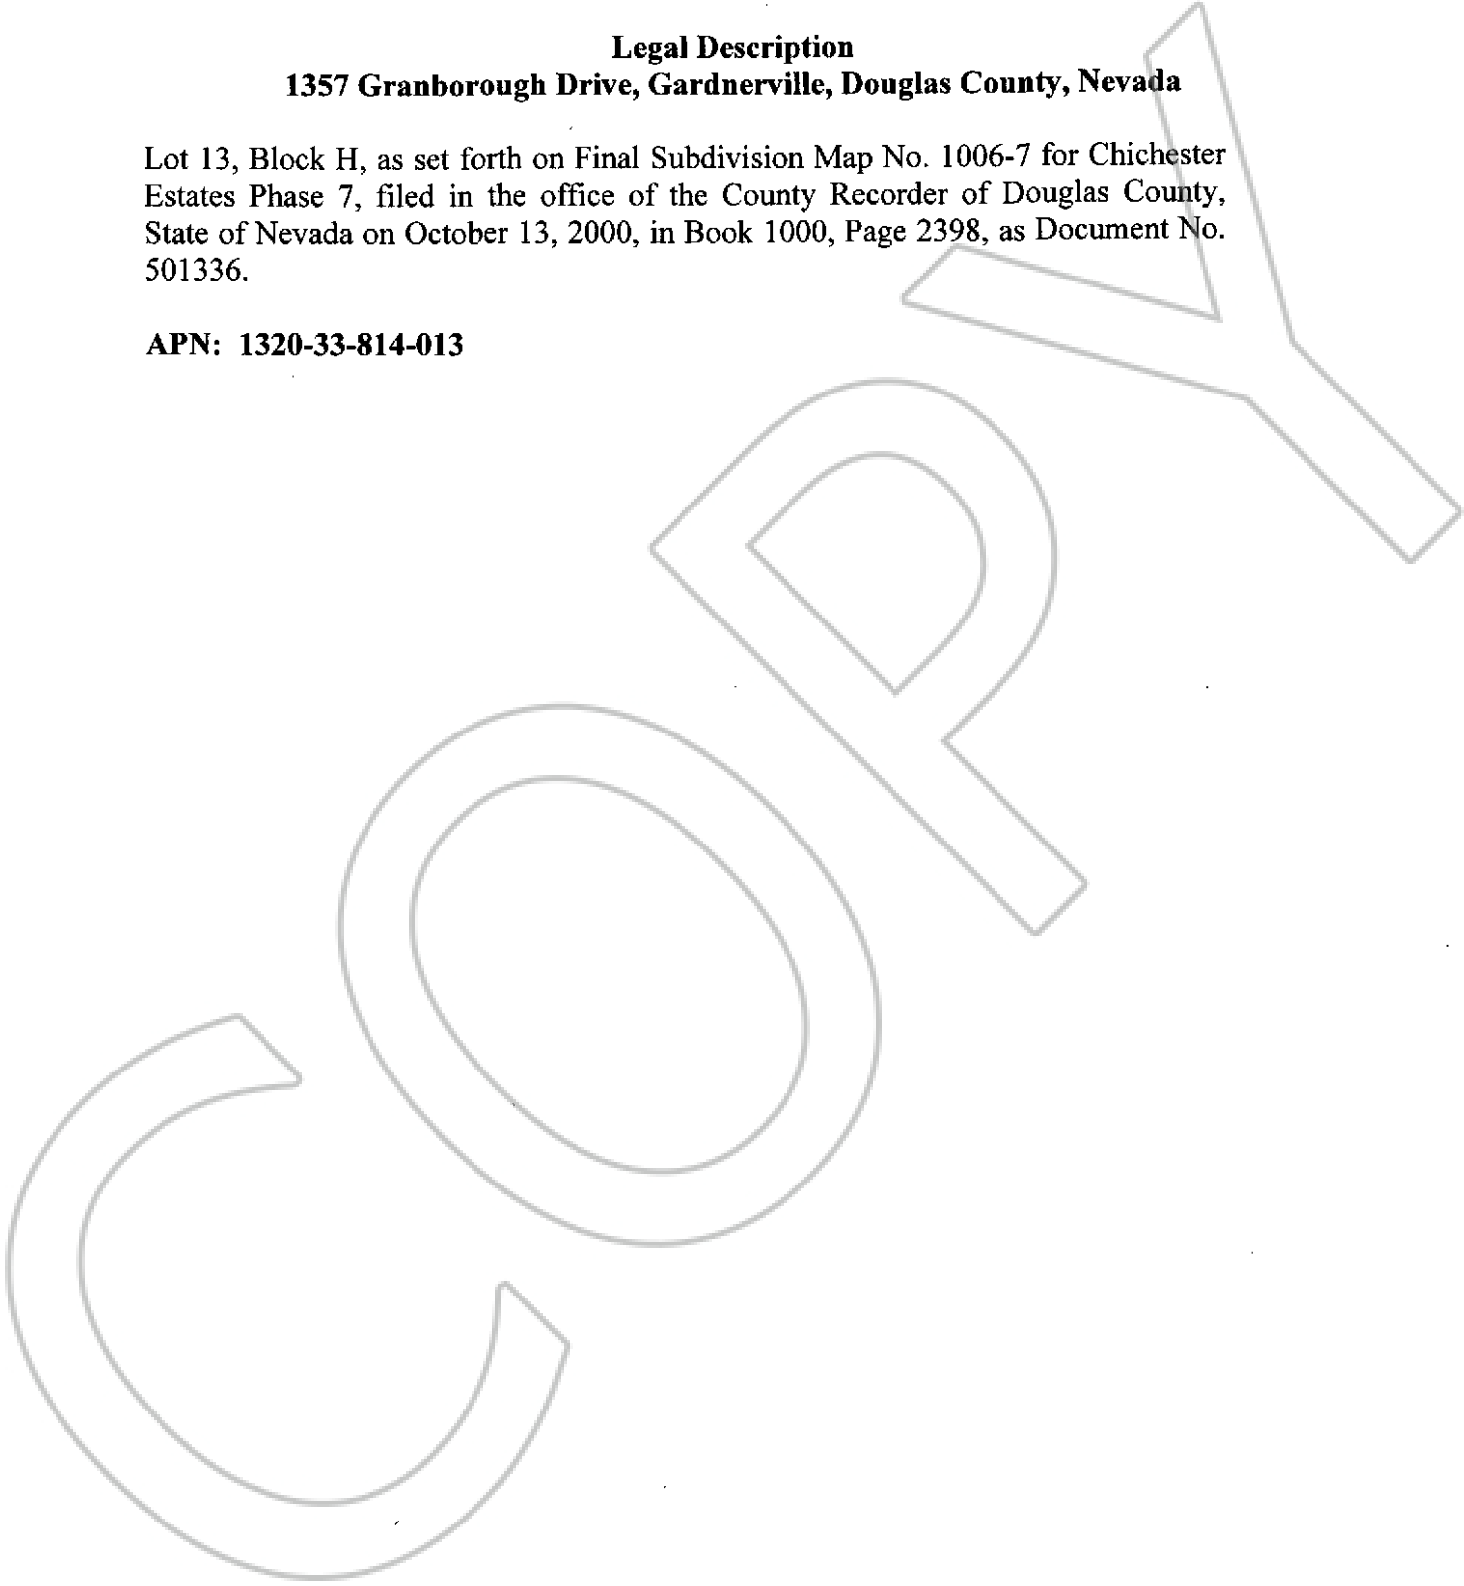 Legal Description
1357 Granborough Drive, Gardnerville, Douglas County, Nevada
Lot 13, Block H, as set forth on Final Subdivision Map No. 1006-7 for Chichester
Estates Phase 7, filed in the office of the County Recorder of Douglas County,
State of Nevada on October 13, 2000, in Book 1000, Page 2398, as Document No.
501336.
APN: 1320-33-814-013
COPY